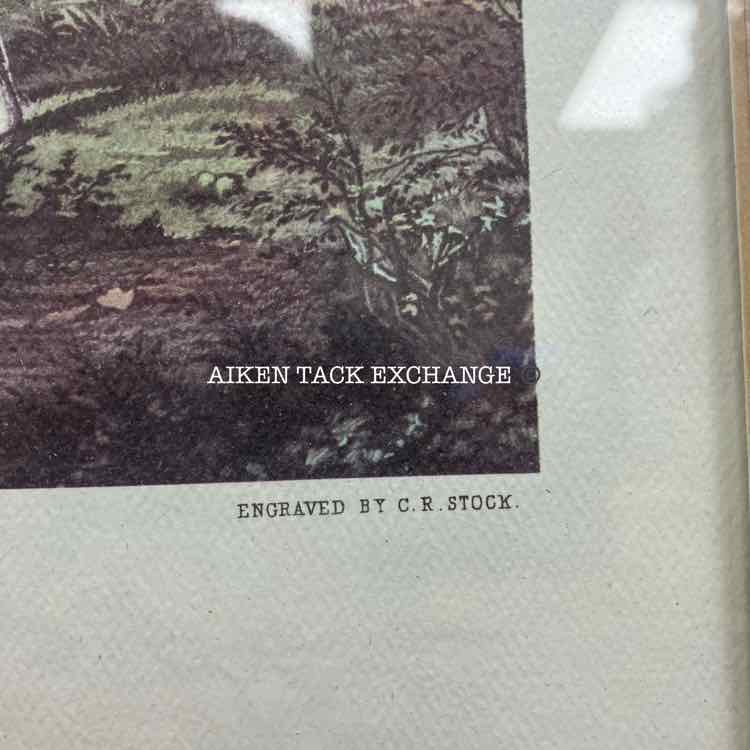 AIKEN TACK EXCHANGE ©
ENGRAVED BY C.R.STOCK.